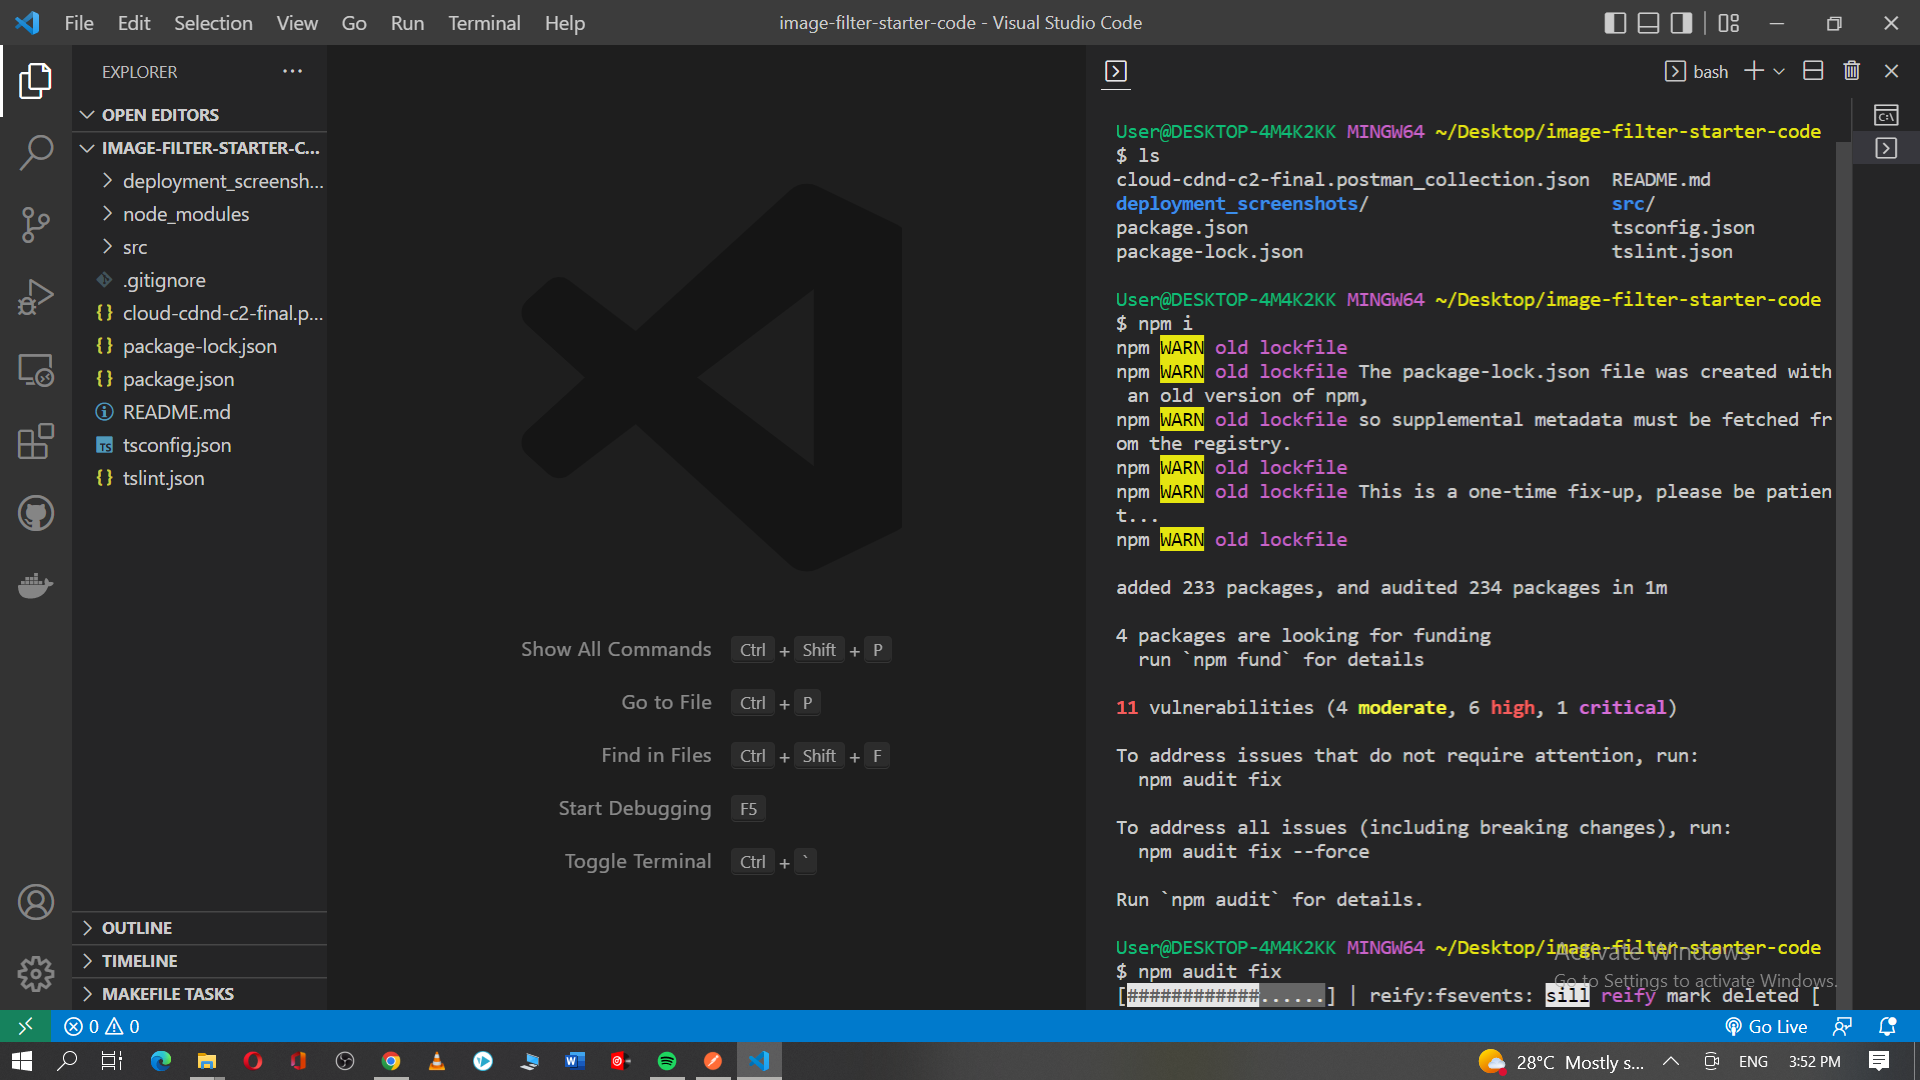 File Edit Selection View Go Run Terminal Help
image-filter-starter-code - Visual Studio Code
EXPLORER
OPEN EDITORS
IMAGE-FILTER-STARTER-C...
deployment_screensh...
node_modules
src
.gitignore
{} cloud-cdnd-c2-final.p...
{} package-lock.json
{} package.json
README.md
TS tsconfig.json
{} tslint.json
OUTLINE
TIMELINE
MAKEFILE TASKS
Show All Commands Ctrl + Shift + P
Go to File Ctrl + P
Find in Files Ctrl + Shift + F
Start Debugging F5
Toggle Terminal Ctrl + `
bash
User@DESKTOP-4M4K2KK MINGW64 ~/Desktop/image-filter-starter-code
$ ls
cloud-cdnd-c2-final.postman_collection.json README.md
deployment_screenshots/ src/
package.json tsconfig.json
package-lock.json tslint.json
User@DESKTOP-4M4K2KK MINGW64 ~/Desktop/image-filter-starter-code
$ npm i
npm WARN old lockfile
npm WARN old lockfile The package-lock.json file was created with
an old version of npm,
npm WARN old lockfile so supplemental metadata must be fetched fr
om the registry.
npm WARN old lockfile
npm WARN old lockfile This is a one-time fix-up, please be patien
t...
npm WARN old lockfile
added 233 packages, and audited 234 packages in 1m
4 packages are looking for funding
run `npm fund` for details
11 vulnerabilities (4 moderate, 6 high, 1 critical)
To address issues that do not require attention, run:
npm audit fix
To address all issues (including breaking changes), run:
npm audit fix --force
Run `npm audit` for details.
User@DESKTOP-4M4K2KK MINGW64 ~/Desktop/image-filter-starter-code
$ npm audit fix
[############......] | reify:fsevents: sill reify mark deleted [
Activate Windows
Go to Settings to activate Windows.
0 0
Go Live
28°C Mostly s... ENG 3:52 PM